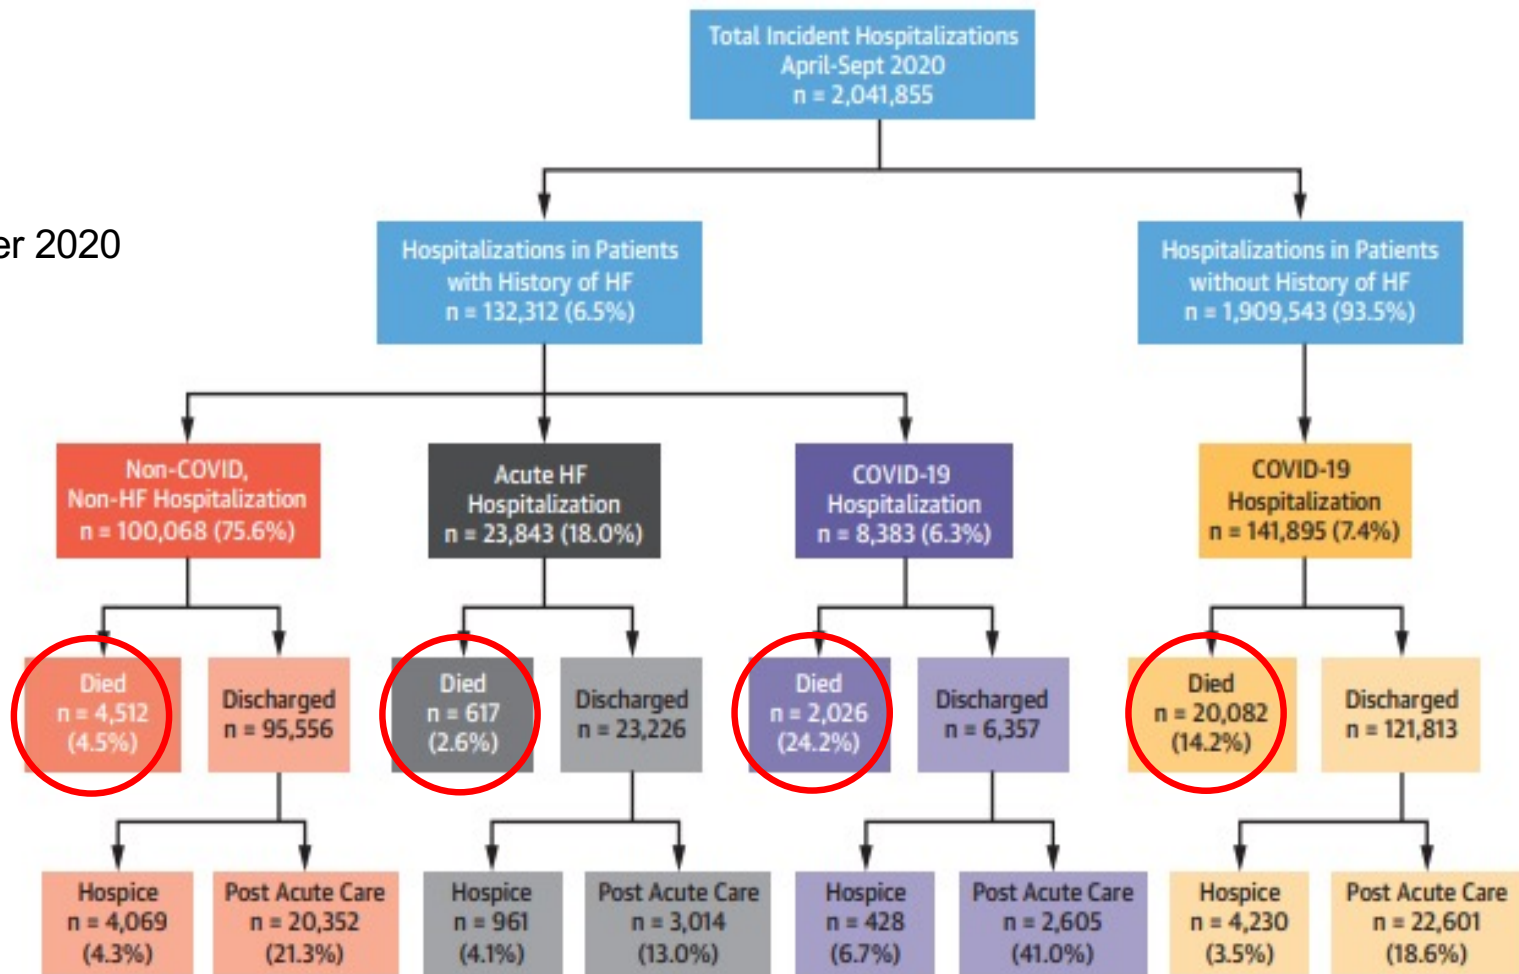 Total Incident Hospitalizations
April-Sept 2020
n = 2,041,855
er 2020
Hospitalizations in Patients
with History of HF
n = 132,312 (6.5%)
Hospitalizations in Patients
without History of HF
n = 1,909,543 (93.5%)
Non-COVID,
Non-HF Hospitalization
n = 100,068 (75.6%)
Acute HF
Hospitalization
n = 23,843 (18.0%)
COVID-19
Hospitalization
n = 8,383 (6.3%)
COVID-19
Hospitalization
n = 141,895 (7.4%)
Died
n = 4,512
(4.5%)
Discharged
n = 95,556
Died
n = 617
(2.6%)
Discharged
n = 23,226
Died
n = 2,026
(24.2%)
Discharged
n = 6,357
Died
n = 20,082
(14.2%)
Discharged
n = 121,813
Hospice
n = 4,069
(4.3%)
Post Acute Care
n = 20,352
(21.3%)
Hospice
n = 961
(4.1%)
Post Acute Care
n = 3,014
(13.0%)
Hospice
n = 428
(6.7%)
Post Acute Care
n = 2,605
(41.0%)
Hospice
n = 4,230
(3.5%)
Post Acute Care
n = 22,601
(18.6%)